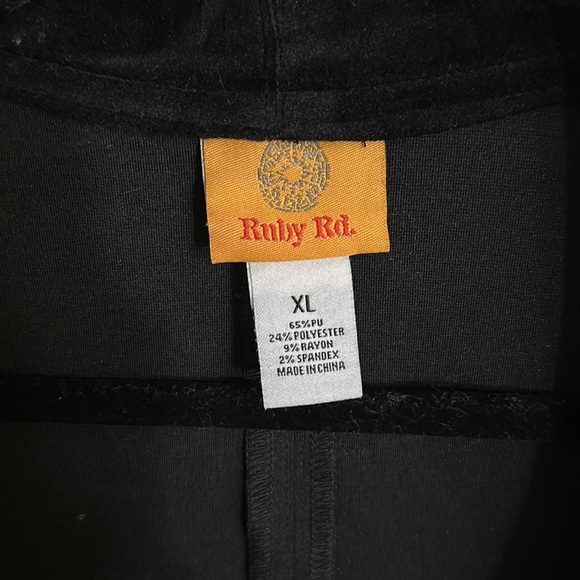 Ruby Rd.
XL
65%PU
24%POLYESTER
9%RAYON
2%SPANDEX
MADE IN CHINA